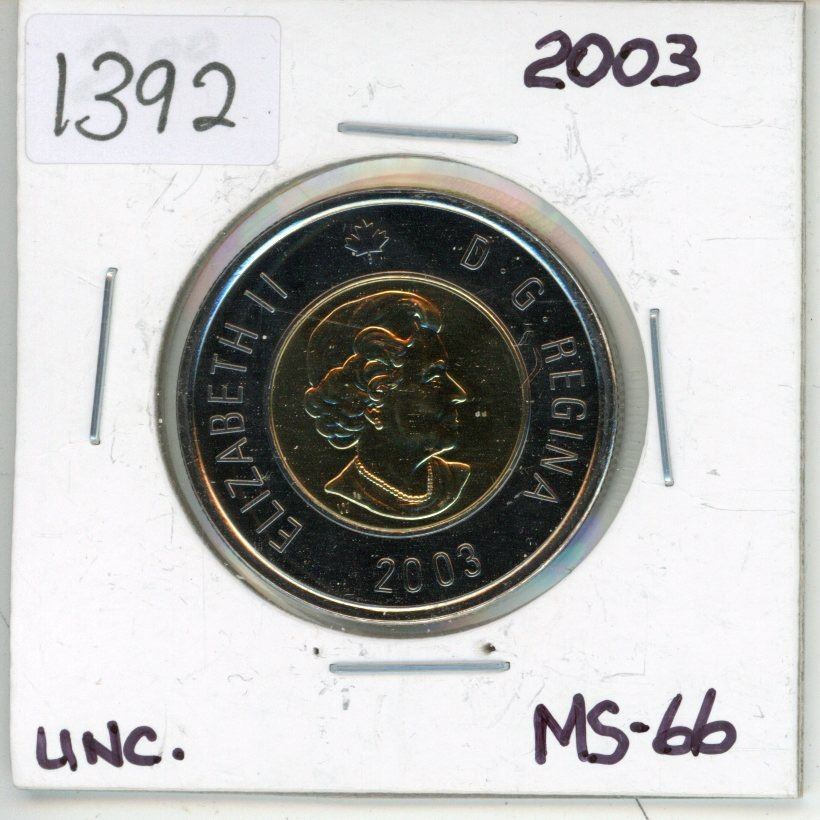 1392
2003
ELIZABETH II D·G·REGINA
2003
UNC.
MS-66